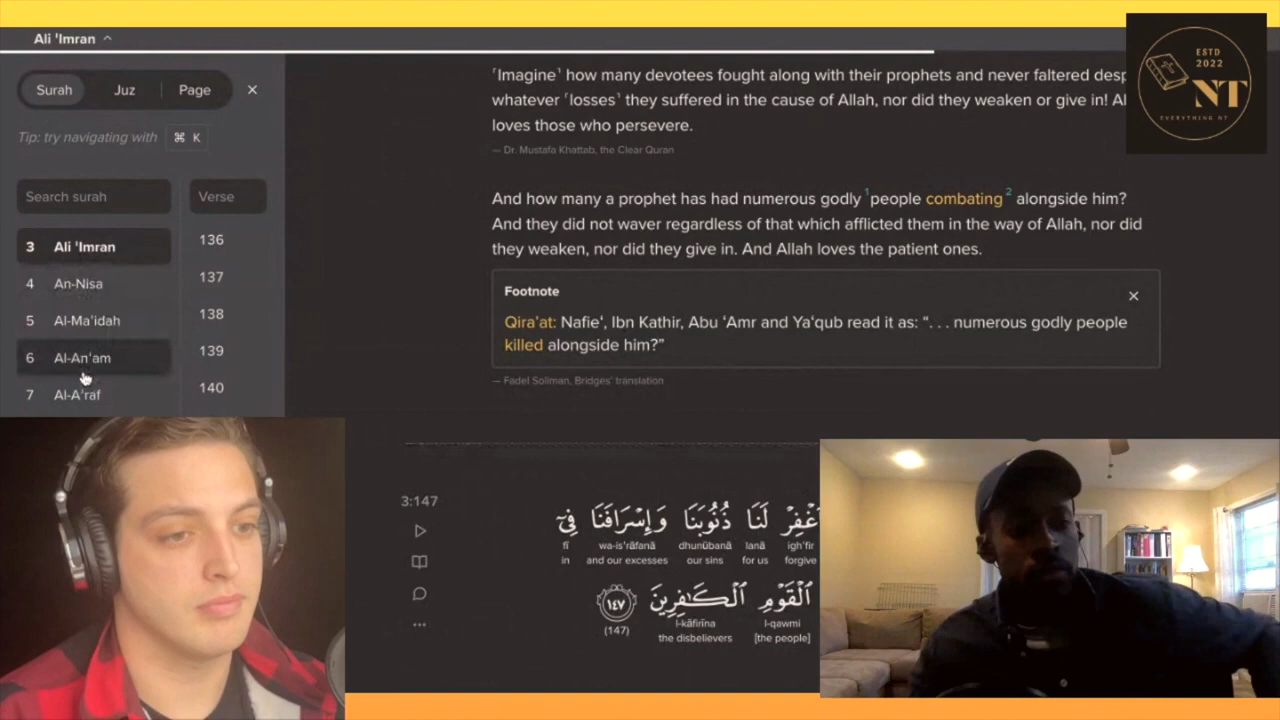 Ali 'Imran
Surah Juz Page
Tip: try navigating with ⌘ K
Search surah
Verse
3 Ali 'Imran
4 An-Nisa
5 Al-Ma'idah
6 Al-An'am
7 Al-A'raf
136
137
138
139
140
˹Imagine˺ how many devotees fought along with their prophets and never faltered desp
whatever ˹losses˺ they suffered in the cause of Allah, nor did they weaken or give in! Al
loves those who persevere.
— Dr. Mustafa Khattab, the Clear Quran
And how many a prophet has had numerous godly ¹people combating ² alongside him?
And they did not waver regardless of that which afflicted them in the way of Allah, nor did
they weaken, nor did they give in. And Allah loves the patient ones.
Footnote
Qira'at: Nafie', Ibn Kathir, Abu 'Amr and Ya'qub read it as: “. . . numerous godly people
killed alongside him?”
— Fadel Soliman, Bridges' translation
ESTD
2022
NT
EVERYTHING NT
3:147
ٱغْفِرْ لَنَا ذُنُوبَنَا وَإِسْرَافَنَا فِىٓ
fī wa-is'rāfanā dhunūbanā lanā igh'fir
in and our excesses our sins for us forgive
ٱلْقَوْمِ ٱلْكَـٰفِرِينَ ١٤٧
(147) l-kāfirīna l-qawmi
the disbelievers [the people]